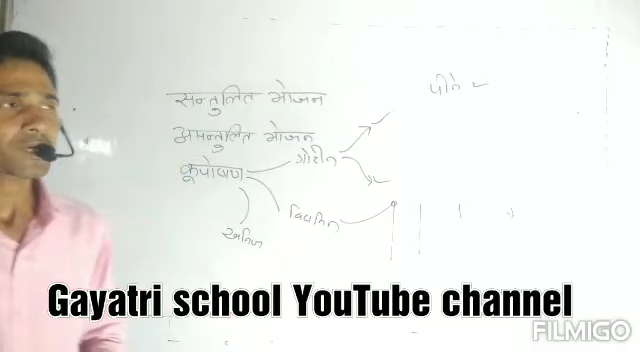 सन्तुलित भोजन
असन्तुलित भोजन
कूपोषण
प्रोटीन
विटामिन
खनिज
Gayatri school YouTube channel
FILMIGO